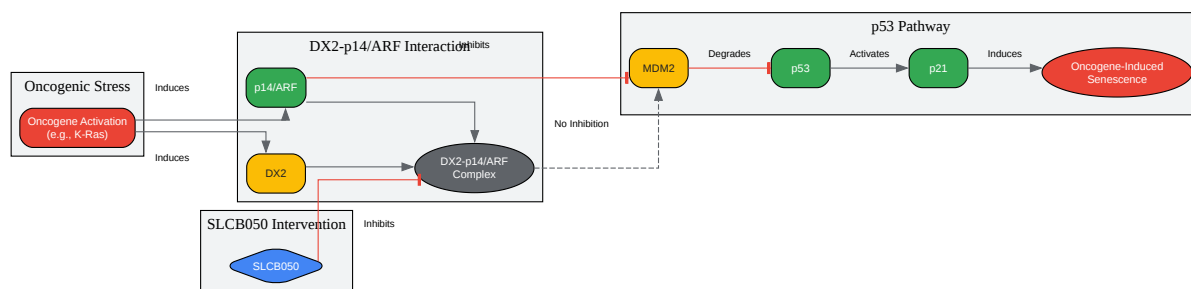 Oncogenic Stress
Oncogene Activation
(e.g., K-Ras)
Induces
Induces
DX2-p14/ARF Interaction
Inhibits
p14/ARF
DX2
DX2-p14/ARF
Complex
No Inhibition
SLCB050 Intervention
SLCB050
Inhibits
p53 Pathway
MDM2
Degrades
p53
Activates
p21
Induces
Oncogene-Induced
Senescence